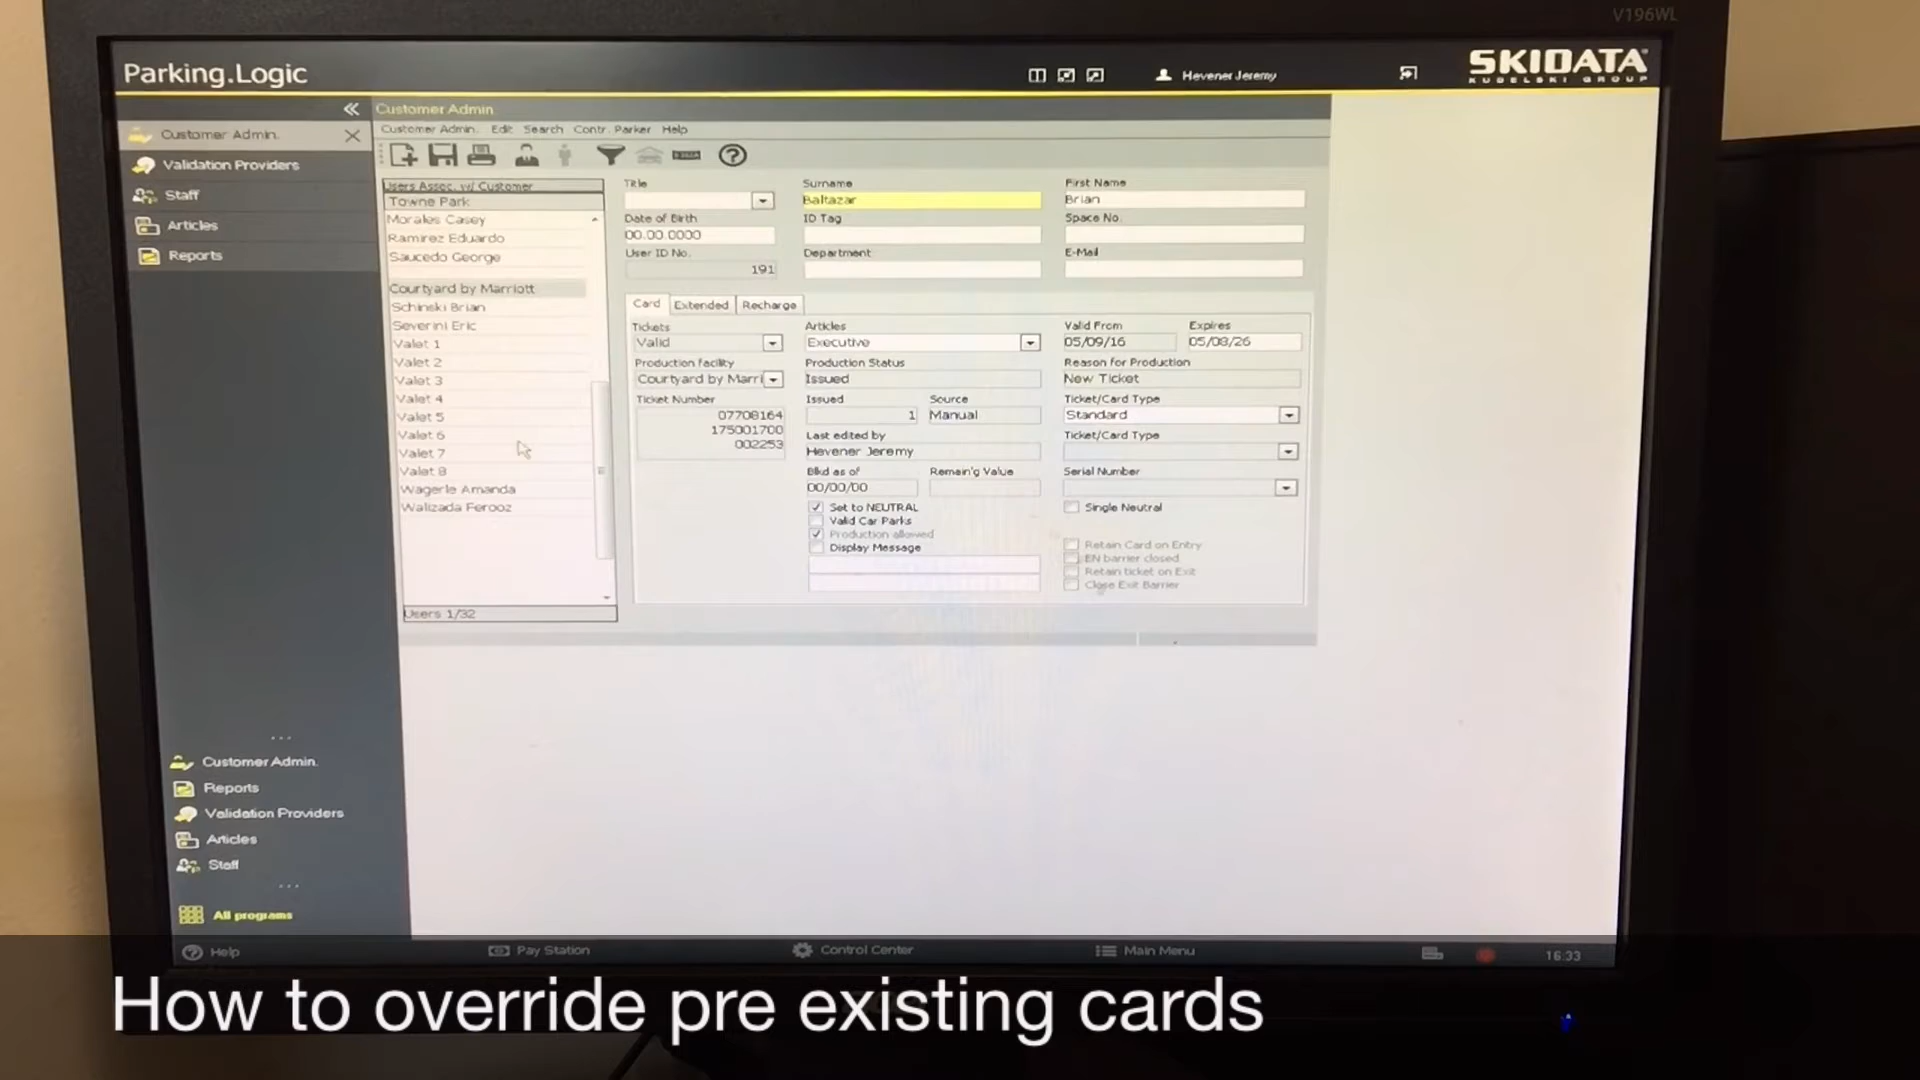 V196WL
Parking.Logic
Hevener Jeremy
SKIDATA
KUDELSKI GROUP
Customer Admin
Customer Admin.
Validation Providers
Staff
Articles
Reports
Customer Admin. Edit Search Contr. Parker Help
Users Assoc. w/ Customer
Towne Park
Morales Casey
Ramirez Eduardo
Saucedo George
Courtyard by Marriott
Schinski Brian
Severini Eric
Valet 1
Valet 2
Valet 3
Valet 4
Valet 5
Valet 6
Valet 7
Valet 8
Wagerle Amanda
Walizada Ferooz
Users 1/32
Title Surname First Name
Baltazar Brian
Date of Birth ID Tag Space No.
00.00.0000
User ID No. Department E-Mail
191
Card Extended Recharge
Tickets Articles Valid From Expires
Valid Executive 05/09/16 05/08/26
Production facility Production Status Reason for Production
Courtyard by Marri Issued New Ticket
Ticket Number Issued Source Ticket/Card Type
07708164 1 Manual Standard
175001700
002253
Last edited by Ticket/Card Type
Hevener Jeremy
Blkd as of Remain'g Value Serial Number
00/00/00
Set to NEUTRAL Single Neutral
Valid Car Parks
Production allowed
Display Message
Retain Card on Entry
EN barrier closed
Retain ticket on Exit
Close Exit Barrier
Customer Admin.
Reports
Validation Providers
Articles
Staff
All programs
Help Pay Station Control Center Main Menu 16:33
How to override pre existing cards